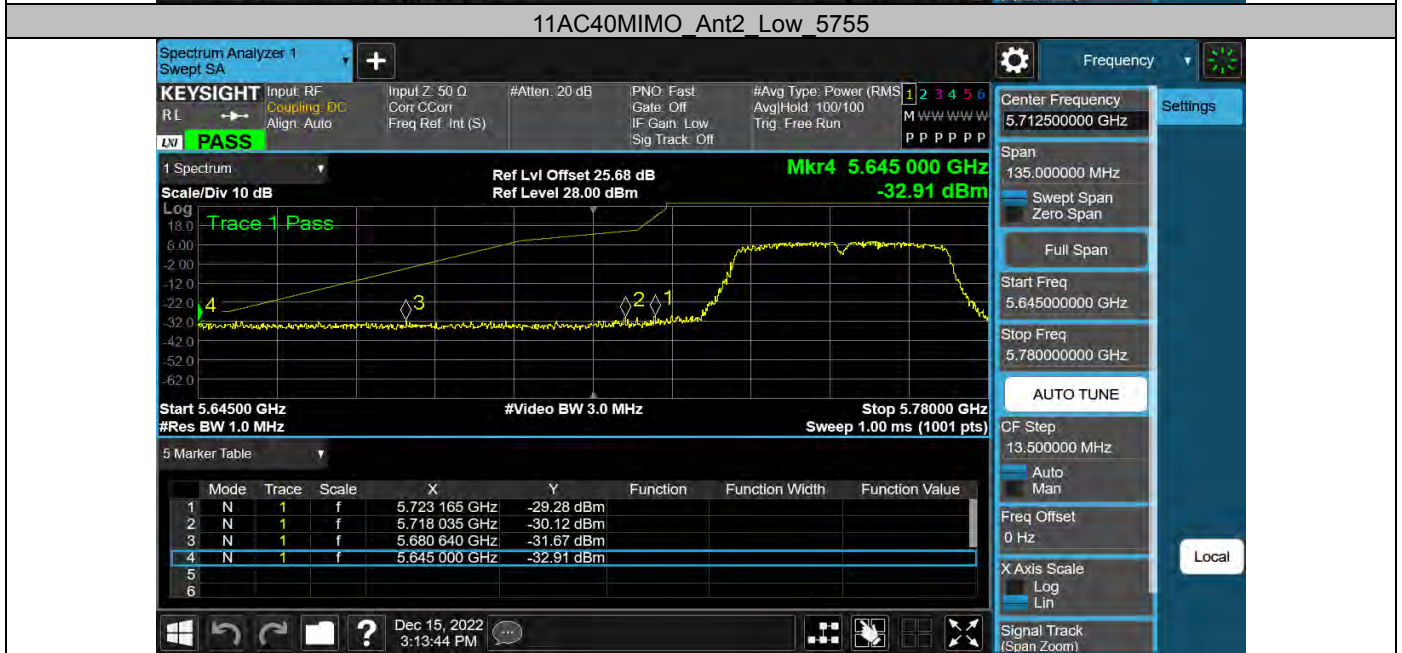 11AC40MIMO_Ant2_Low_5755
Spectrum Analyzer 1
Swept SA
+
Frequency
KEYSIGHT
RL
LXI
PASS
Input: RF
Coupling: DC
Align: Auto
Input Z: 50 Ω
Corr CCorr
Freq Ref: Int (S)
#Atten: 20 dB
PNO: Fast
Gate: Off
IF Gain: Low
Sig Track: Off
#Avg Type: Power (RMS
Avg|Hold: 100/100
Trig: Free Run
1 2 3 4 5 6
M W W W W W
P P P P P P
1 Spectrum
Scale/Div 10 dB
Ref Lvl Offset 25.68 dB
Ref Level 28.00 dBm
Mkr4 5.645 000 GHz
-32.91 dBm
Log
Trace 1 Pass
18.0
8.00
-2.00
-12.0
-22.0
-32.0
-42.0
-52.0
-62.0
4
3
2
1
Start 5.64500 GHz
#Video BW 3.0 MHz
Stop 5.78000 GHz
#Res BW 1.0 MHz
Sweep 1.00 ms (1001 pts)
5 Marker Table
Mode Trace Scale X Y Function Function Width Function Value
1 N 1 f 5.723 165 GHz -29.28 dBm
2 N 1 f 5.718 035 GHz -30.12 dBm
3 N 1 f 5.680 640 GHz -31.67 dBm
4 N 1 f 5.645 000 GHz -32.91 dBm
5
6
?
Dec 15, 2022
3:13:44 PM
Center Frequency
5.712500000 GHz
Settings
Span
135.000000 MHz
Swept Span
Zero Span
Full Span
Start Freq
5.645000000 GHz
Stop Freq
5.780000000 GHz
AUTO TUNE
CF Step
13.500000 MHz
Auto
Man
Freq Offset
0 Hz
Local
X Axis Scale
Log
Lin
Signal Track
(Span Zoom)